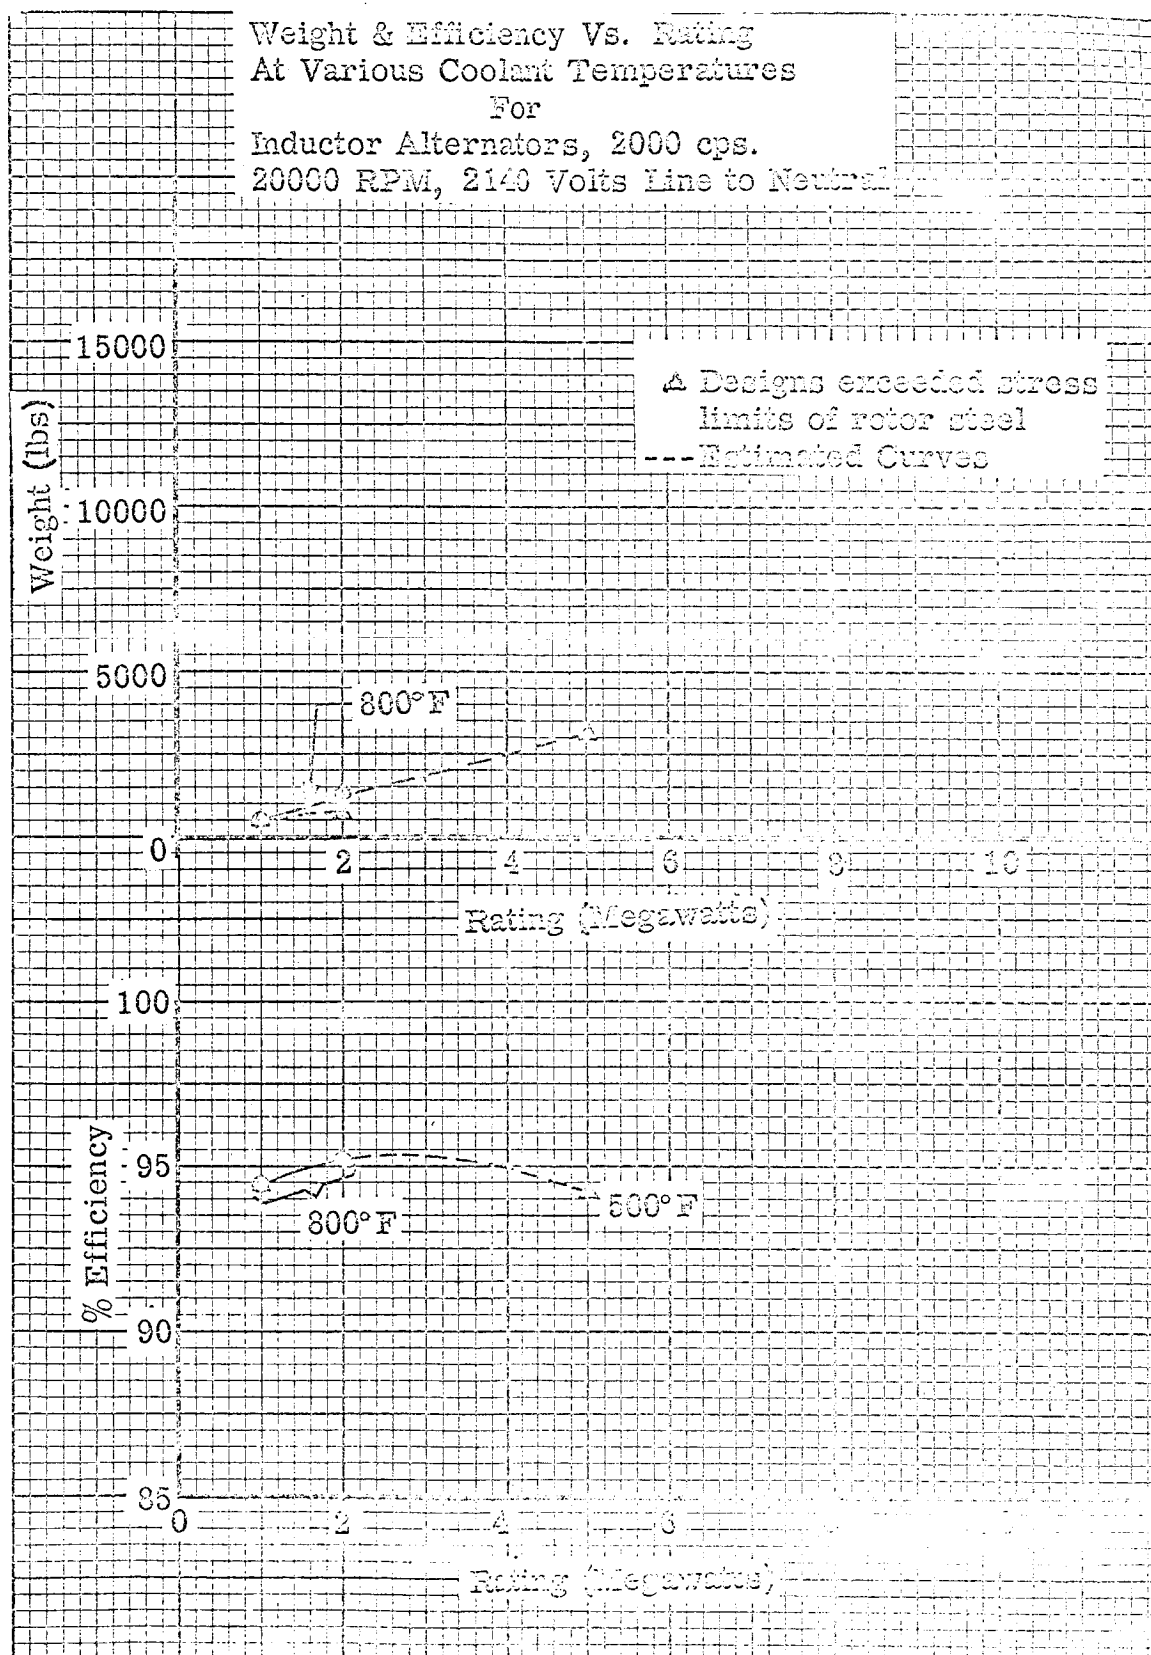 Weight & Efficiency Vs. Rating
At Various Coolant Temperatures
For
Inductor Alternators, 2000 cps.
20000 RPM, 2140 Volts Line to Neutral
15000
Δ Designs exceeded stress
limits of rotor steel
--- Estimated Curves
Weight (lbs)
10000
5000
800°F
0
2
4
6
8
10
Rating (Megawatts)
100
% Efficiency
95
800°F
500°F
90
85
0
2
4
6
Rating (Megawatts)